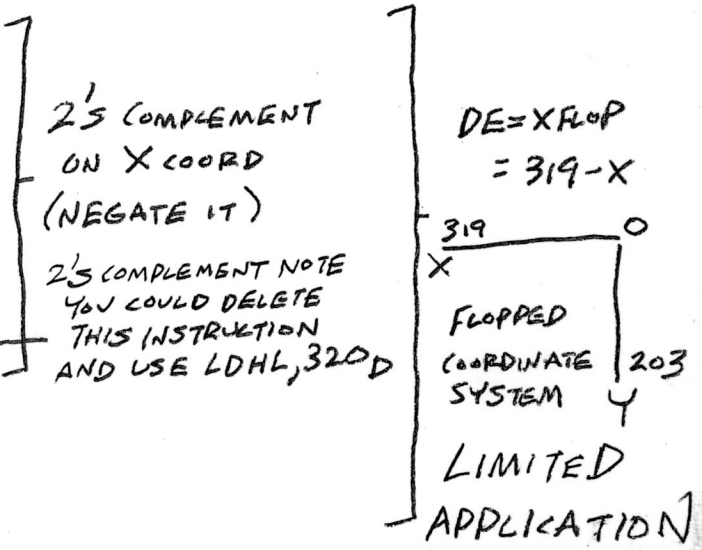 2'S COMPLEMENT
ON X COORD
(NEGATE IT)
2'S COMPLEMENT NOTE
YOU COULD DELETE
THIS INSTRUCTION
AND USE LDHL,320D
DE=XFLOP
=319-X
319 0
X
FLOPPED
COORDINATE 203
SYSTEM Y
LIMITED
APPLICATION